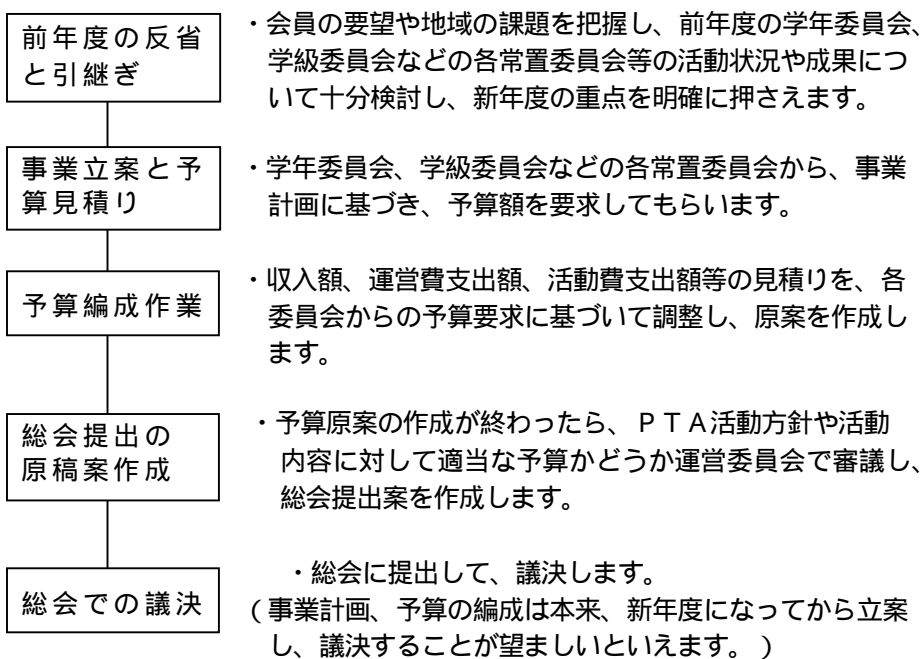 前年度の反省
と引継ぎ
・会員の要望や地域の課題を把握し、前年度の学年委員会、
学級委員会などの各常置委員会等の活動状況や成果につ
いて十分検討し、新年度の重点を明確に押さえます。
事業立案と予
算見積り
・学年委員会、学級委員会などの各常置委員会から、事業
計画に基づき、予算額を要求してもらいます。
予算編成作業
・収入額、運営費支出額、活動費支出額等の見積りを、各
委員会からの予算要求に基づいて調整し、原案を作成し
ます。
総会提出の
原稿案作成
・予算原案の作成が終わったら、ＰＴＡ活動方針や活動
内容に対して適当な予算かどうか運営委員会で審議し、
総会提出案を作成します。
総会での議決
・総会に提出して、議決します。
（事業計画、予算の編成は本来、新年度になってから立案
し、議決することが望ましいといえます。）